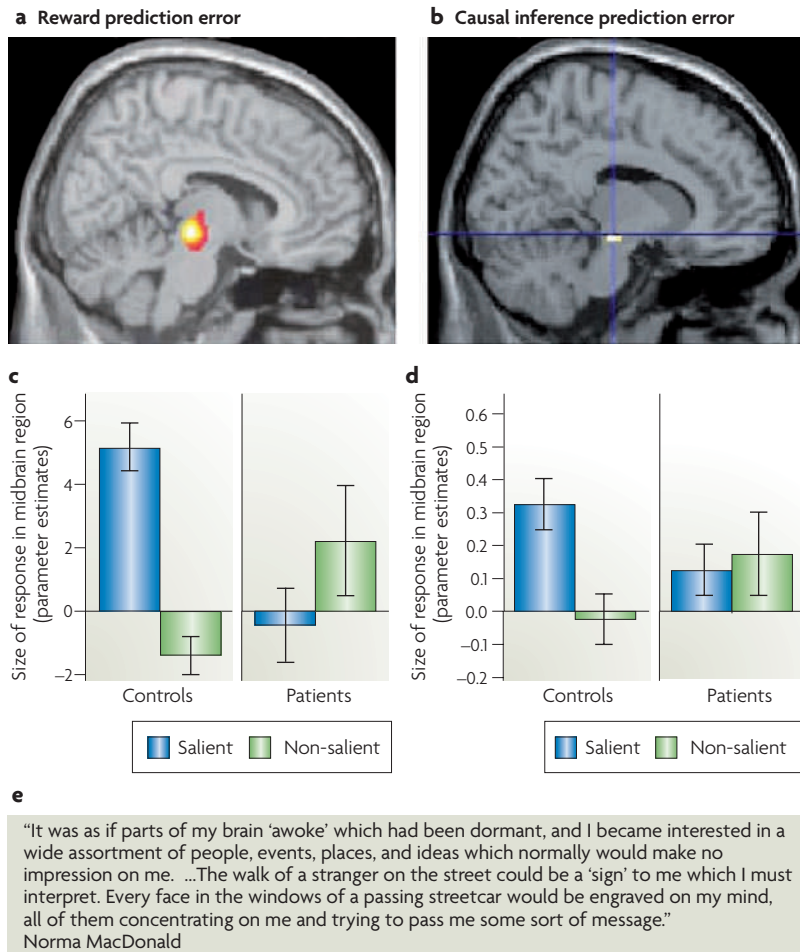 a Reward prediction error
b Causal inference prediction error
c
Size of response in midbrain region
(parameter estimates)
6
4
2
0
–2
Controls
Patients
Salient
Non-salient
d
Size of response in midbrain region
(parameter estimates)
0.6
0.5
0.4
0.3
0.2
0.1
0.0
–0.1
–0.2
Controls
Patients
Salient
Non-salient
e
“It was as if parts of my brain ‘awoke’ which had been dormant, and I became interested in a
wide assortment of people, events, places, and ideas which normally would make no
impression on me. ...The walk of a stranger on the street could be a ‘sign’ to me which I must
interpret. Every face in the windows of a passing streetcar would be engraved on my mind,
all of them concentrating on me and trying to pass me some sort of message.”
Norma MacDonald